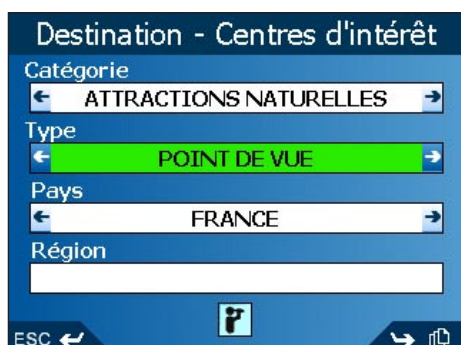 Destination - Centres d'intérêt
Catégorie
ATTRACTIONS NATURELLES
Type
POINT DE VUE
Pays
FRANCE
Région
ESC